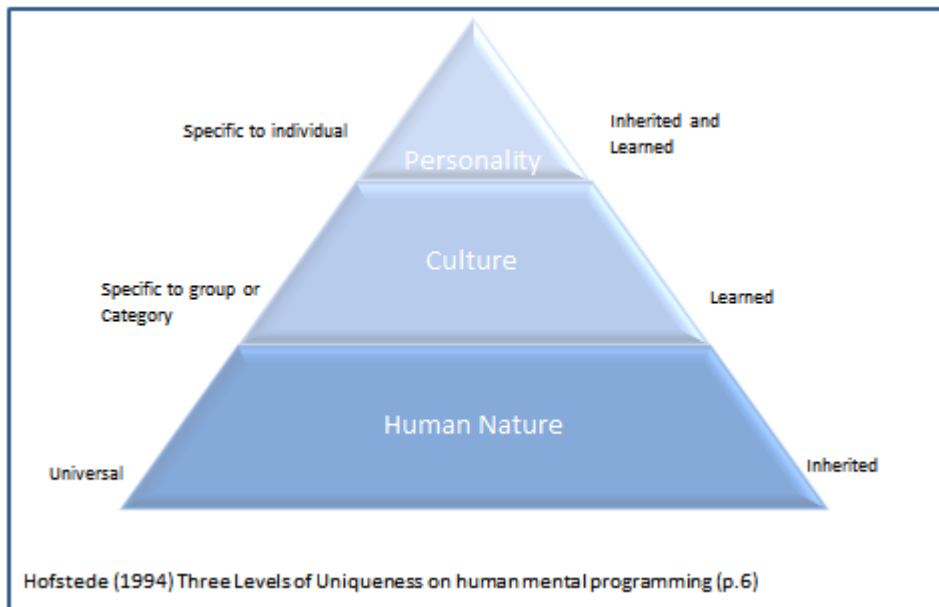 Specific to individual
Inherited and
Learned
Personality
Culture
Specific to group or
Category
Learned
Human Nature
Universal
Inherited
Hofstede (1994) Three Levels of Uniqueness on human mental programming (p.6)